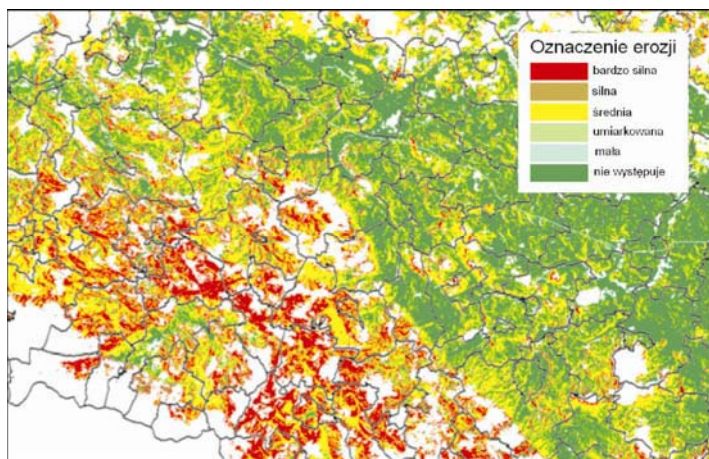 Oznaczenie erozji
bardzo silna
silna
średnia
umiarkowana
mała
nie występuje